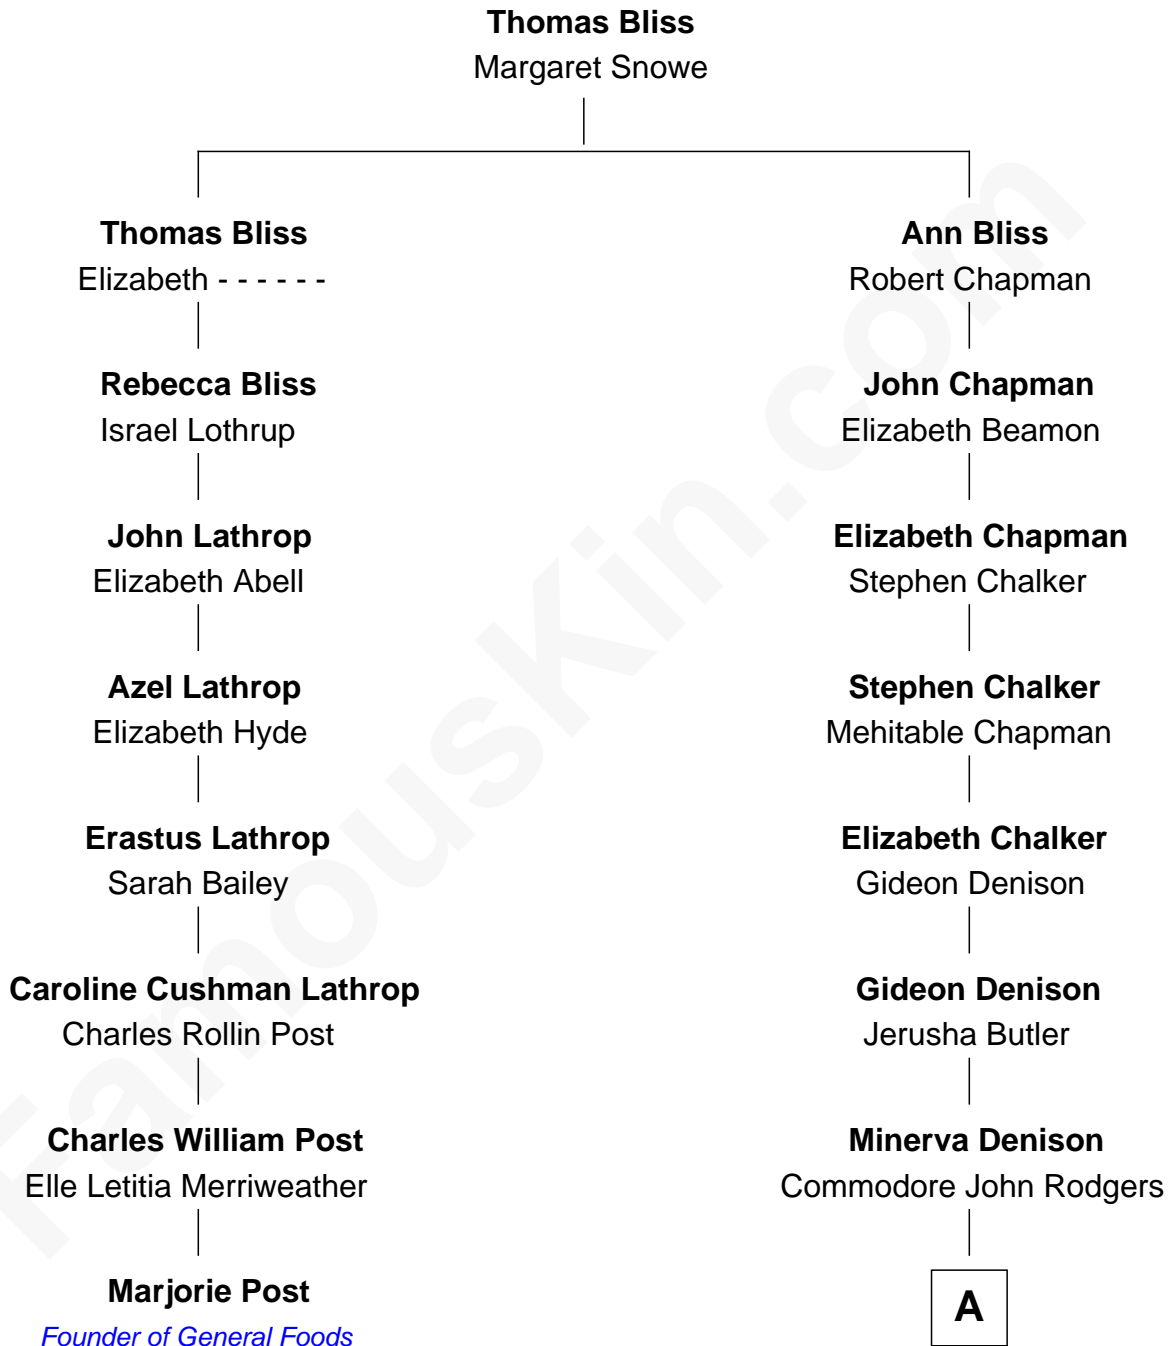 Thomas Bliss
Margaret Snowe
Thomas Bliss
Elizabeth - - - - - -
Rebecca Bliss
Israel Lothrup
John Lathrop
Elizabeth Abell
Azel Lathrop
Elizabeth Hyde
Erastus Lathrop
Sarah Bailey
Caroline Cushman Lathrop
Charles Rollin Post
Charles William Post
Elle Letitia Merriweather
Marjorie Post
Founder of General Foods
Ann Bliss
Robert Chapman
John Chapman
Elizabeth Beamon
Elizabeth Chapman
Stephen Chalker
Stephen Chalker
Mehitable Chapman
Elizabeth Chalker
Gideon Denison
Gideon Denison
Jerusha Butler
Minerva Denison
Commodore John Rodgers
A
FamousKin.com